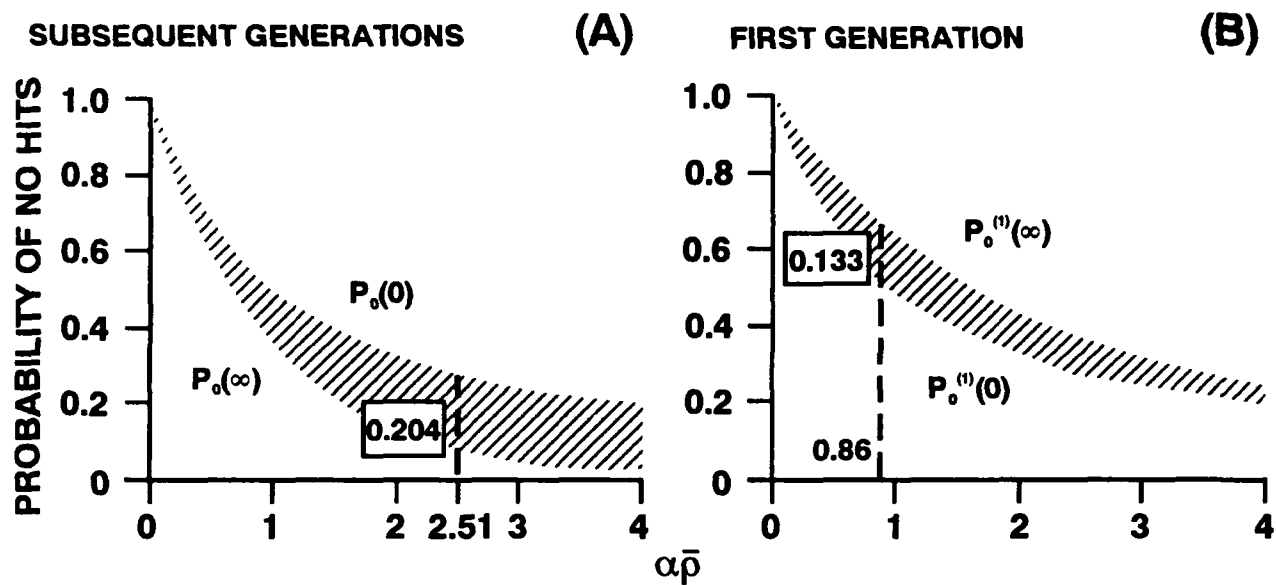 SUBSEQUENT GENERATIONS (A)
PROBABILITY OF NO HITS
1.0
0.8
0.6
0.4
0.2
0
P₀(0)
P₀(∞)
0.204
0 1 2 2.51 3 4
FIRST GENERATION (B)
1.0
0.8
0.6
0.4
0.2
0
P₀⁽¹⁾(∞)
0.133
P₀⁽¹⁾(0)
0.86
0 1 2 3 4
αρ̄